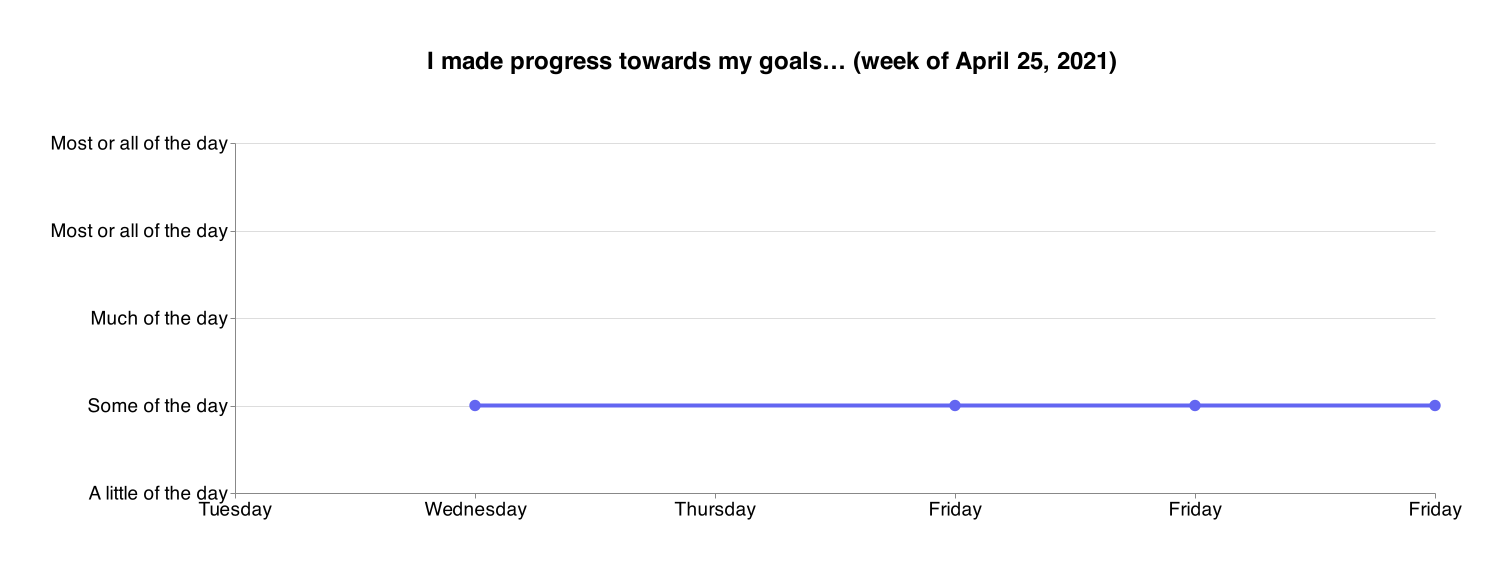 I made progress towards my goals… (week of April 25, 2021)
Most or all of the day
Most or all of the day
Much of the day
Some of the day
A little of the day
Tuesday Wednesday Thursday Friday Friday Friday